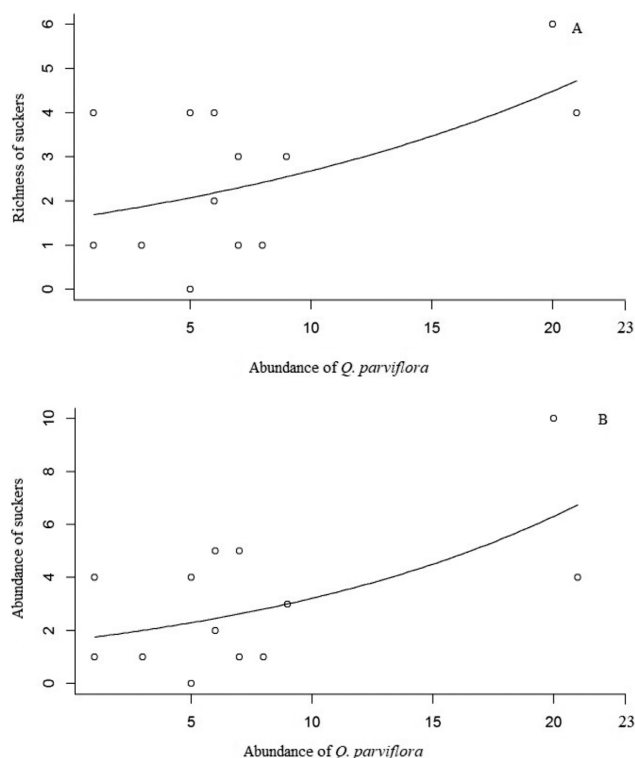 A
Richness of suckers
6
5
4
3
2
1
0
5 10 15 20 23
Abundance of Q. parviflora
B
Abundance of suckers
10
8
6
4
2
0
5 10 15 20 23
Abundance of Q. parviflora